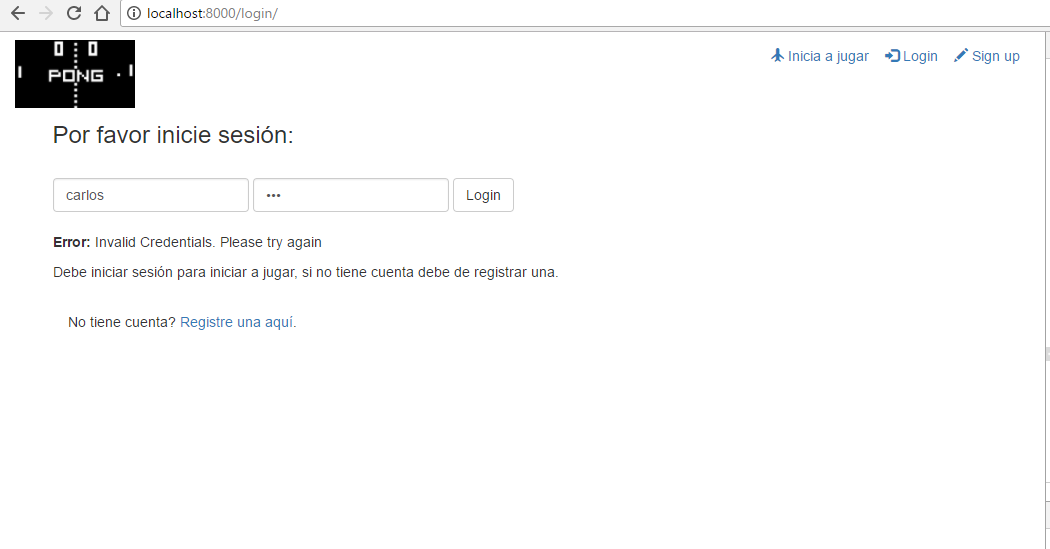 localhost:8000/login/
0 0
PONG
Inicia a jugar Login Sign up
Por favor inicie sesión:
carlos ••• Login
Error: Invalid Credentials. Please try again
Debe iniciar sesión para iniciar a jugar, si no tiene cuenta debe de registrar una.
No tiene cuenta? Registre una aquí.